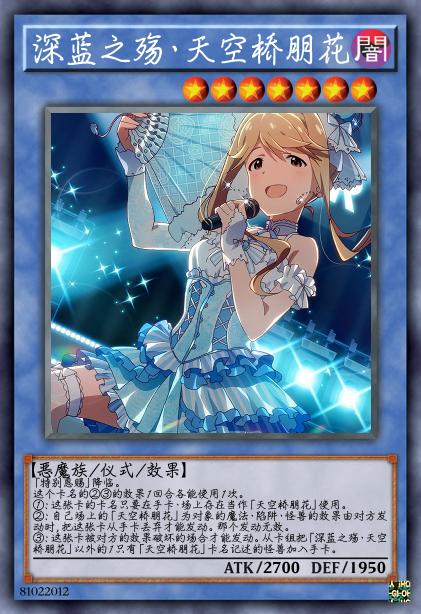 深蓝之殇·天空桥朋花
闇
【恶魔族/仪式/效果】
「特别恩赐」降临。
这个卡名的②③的效果1回合各能使用1次。
①:这张卡的卡名只要在手卡·场上存在当作「天空桥朋花」使用。
②:自己场上的「天空桥朋花」为对象的魔法·陷阱·怪兽的效果由对方发
动时,把这张卡从手卡丢弃才能发动。那个发动无效。
③:这张卡被对方的效果破坏的场合才能发动。从卡组把「深蓝之殇·天空
桥朋花」以外的1只有「天空桥朋花」卡名记述的怪兽加入手卡。
ATK/2700 DEF/1950
81022012